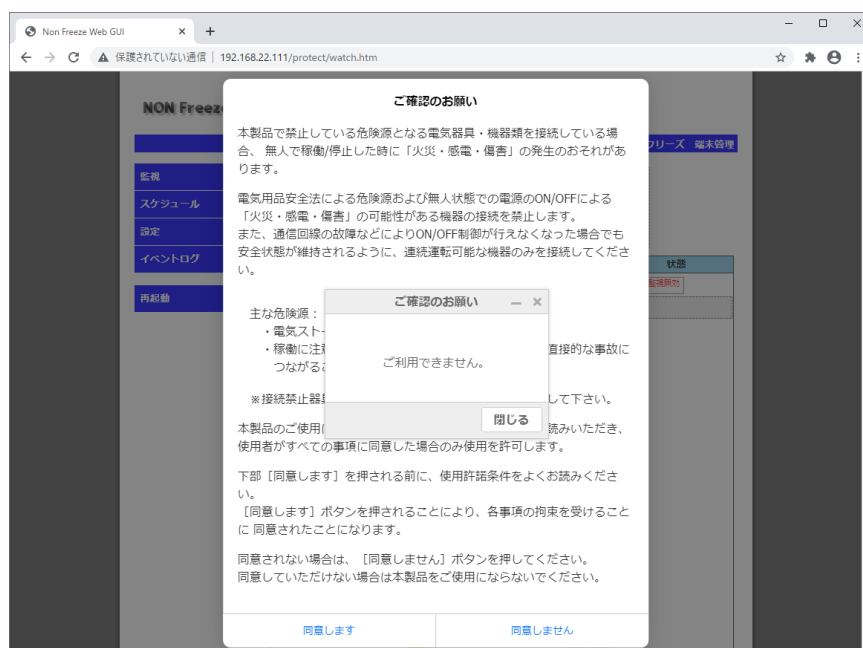 Non Freeze Web GUI
保護されていない通信
192.168.22.111/protect/watch.htm
NON Freeze
フリーズ 端末管理
監視
スケジュール
設定
イベントログ
再起動
状態
監視無効
ご確認のお願い
本製品で禁止している危険源となる電気器具・機器類を接続している場
合、 無人で稼働/停止した時に「火災・感電・傷害」の発生のおそれがあ
ります。
電気用品安全法による危険源および無人状態での電源のON/OFFによる
「火災・感電・傷害」の可能性がある機器の接続を禁止します。
また、通信回線の故障などによりON/OFF制御が行えなくなった場合でも
安全状態が維持されるように、連続運転可能な機器のみを接続してくださ
い。
主な危険源：
・電気スト
・稼働に注意 直接的な事故に
つながる
※接続禁止器具 して下さい。
本製品のご使用 読みいただき、
使用者がすべての事項に同意した場合のみ使用を許可します。
下部［同意します］を押される前に、使用許諾条件をよくお読みくださ
い。
［同意します］ボタンを押されることにより、各事項の拘束を受けること
に 同意されたことになります。
同意されない場合は、［同意しません］ボタンを押してください。
同意していただけない場合は本製品をご使用にならないでください。
同意します
同意しません
ご確認のお願い
ご利用できません。
閉じる